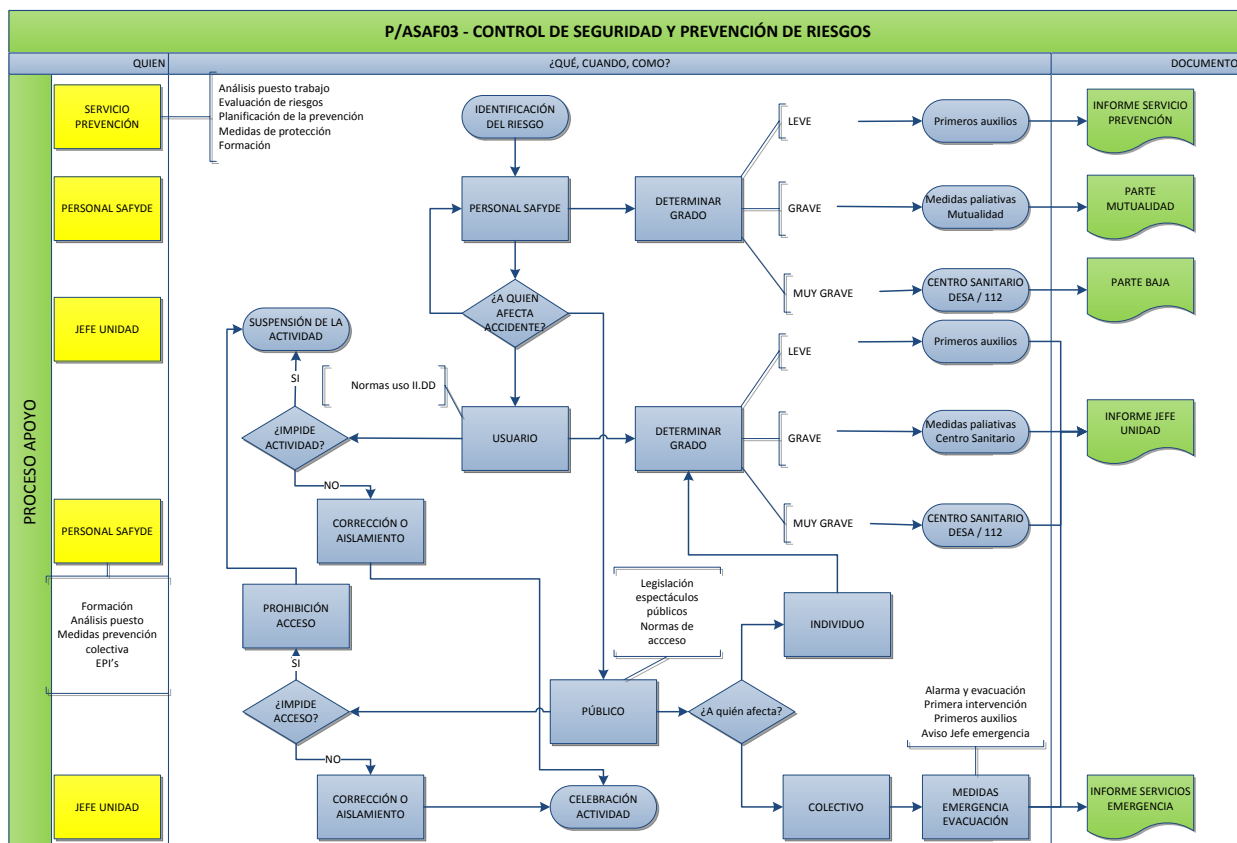 P/ASAF03 - CONTROL DE SEGURIDAD Y PREVENCIÓN DE RIESGOS
QUIEN
¿QUÉ, CUANDO, COMO?
DOCUMENTO
PROCESO APOYO
SERVICIO
PREVENCIÓN
Análisis puesto trabajo
Evaluación de riesgos
Planificación de la prevención
Medidas de protección
Formación
IDENTIFICACIÓN
DEL RIESGO
LEVE
Primeros auxilios
INFORME SERVICIO
PREVENCIÓN
PERSONAL SAFYDE
PERSONAL SAFYDE
DETERMINAR
GRADO
GRAVE
Medidas paliativas
Mutualidad
PARTE
MUTUALIDAD
¿A QUIEN
AFECTA
ACCIDENTE?
MUY GRAVE
CENTRO SANITARIO
DESA / 112
PARTE BAJA
JEFE UNIDAD
SUSPENSIÓN DE LA
ACTIVIDAD
LEVE
Primeros auxilios
SI
Normas uso II.DD
¿IMPIDE
ACTIVIDAD?
USUARIO
DETERMINAR
GRADO
GRAVE
Medidas paliativas
Centro Sanitario
INFORME JEFE
UNIDAD
NO
PERSONAL SAFYDE
CORRECCIÓN O
AISLAMIENTO
MUY GRAVE
CENTRO SANITARIO
DESA / 112
Formación
Análisis puesto
Medidas prevención
colectiva
EPI's
PROHIBICIÓN
ACCESO
Legislación
espectáculos
públicos
Normas de
accceso
INDIVIDUO
SI
¿IMPIDE
ACCESO?
PÚBLICO
¿A quién afecta?
Alarma y evacuación
Primera intervención
Primeros auxilios
Aviso Jefe emergencia
NO
JEFE UNIDAD
CORRECCIÓN O
AISLAMIENTO
CELEBRACIÓN
ACTIVIDAD
COLECTIVO
MEDIDAS
EMERGENCIA
EVACUACIÓN
INFORME SERVICIOS
EMERGENCIA